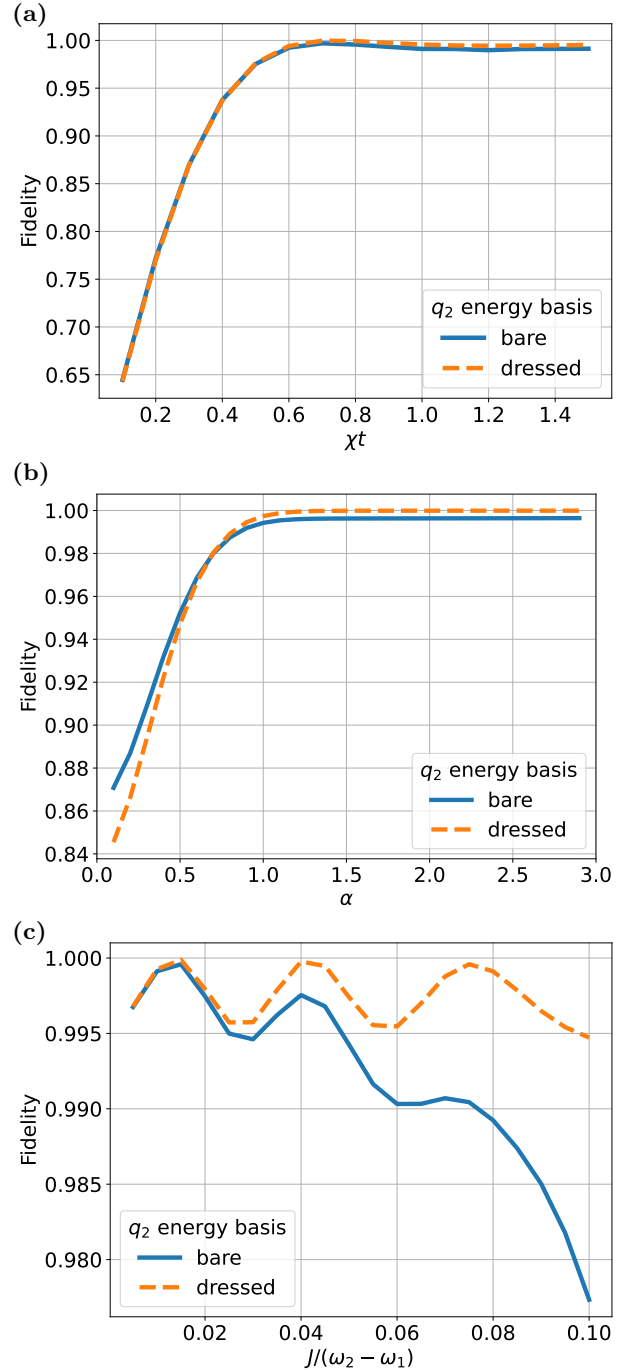 (a)
1.00
0.95
0.90
0.85
0.80
0.75
0.70
0.65
Fidelity
q₂ energy basis
bare
dressed
0.2 0.4 0.6 0.8 1.0 1.2 1.4
χt
(b)
1.00
0.98
0.96
0.94
0.92
0.90
0.88
0.86
0.84
Fidelity
q₂ energy basis
bare
dressed
0.0 0.5 1.0 1.5 2.0 2.5 3.0
α
(c)
1.000
0.995
0.990
0.985
0.980
Fidelity
q₂ energy basis
bare
dressed
0.02 0.04 0.06 0.08 0.10
J/(ω₂ − ω₁)